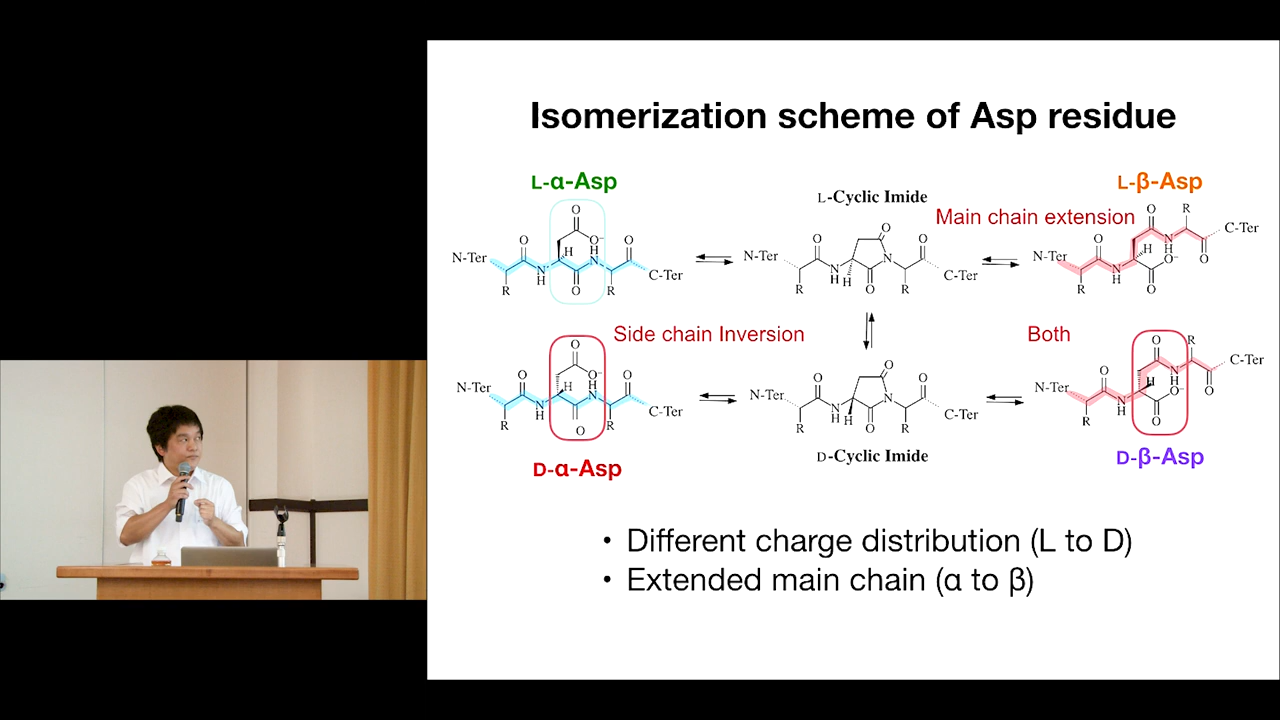 Isomerization scheme of Asp residue
L-α-Asp
L-Cyclic Imide
L-β-Asp
Main chain extension
N-Ter
O
O
O⁻
H
H
N
O
N
H
O
R
R
C-Ter
N-Ter
O
O
N
H
H
N
O
O
R
R
C-Ter
N-Ter
O
O
R
H
N
O
C-Ter
N
H
O⁻
O
O
R
Side chain Inversion
Both
N-Ter
O
O
O⁻
H
H
N
O
N
H
O
R
R
C-Ter
N-Ter
O
O
N
H
H
N
O
O
R
R
C-Ter
N-Ter
O
O
R
N
H
H
O
C-Ter
N
H
O⁻
O
R
D-α-Asp
D-Cyclic Imide
D-β-Asp
• Different charge distribution (L to D)
• Extended main chain (α to β)